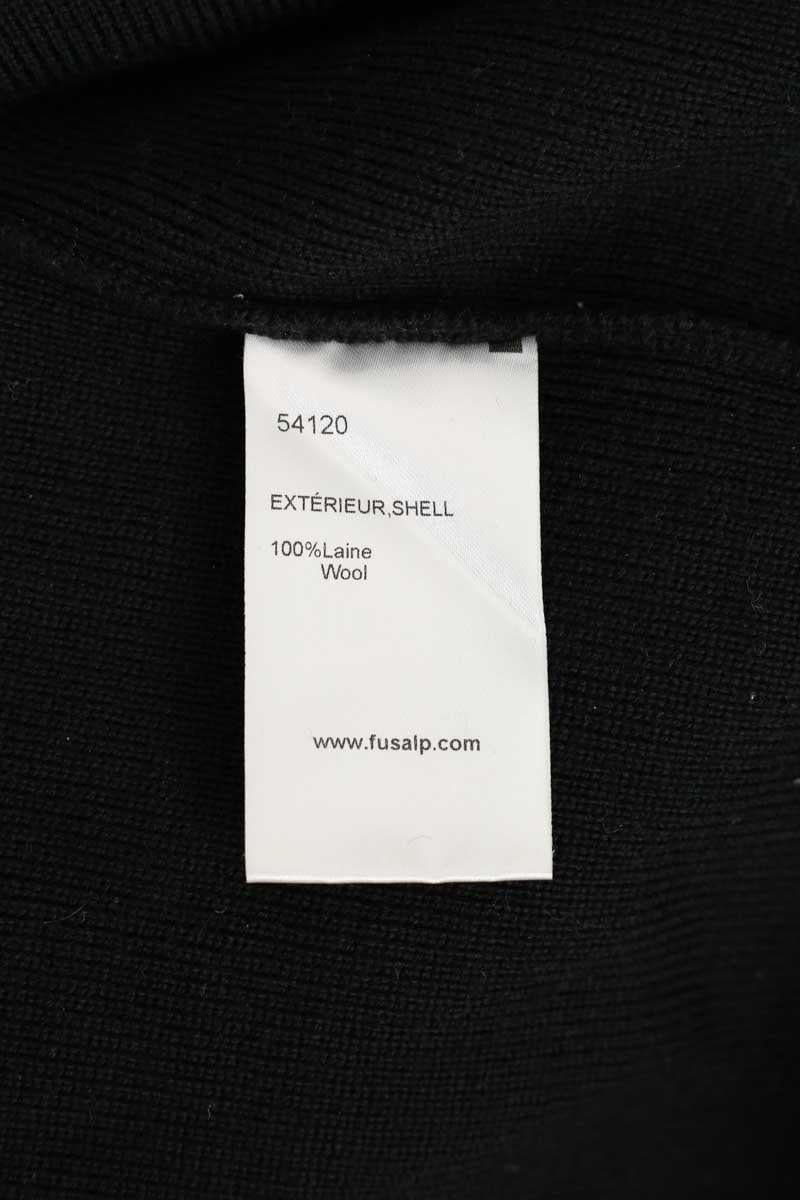 54120
EXTÉRIEUR,SHELL
100%Laine
Wool
www.fusalp.com